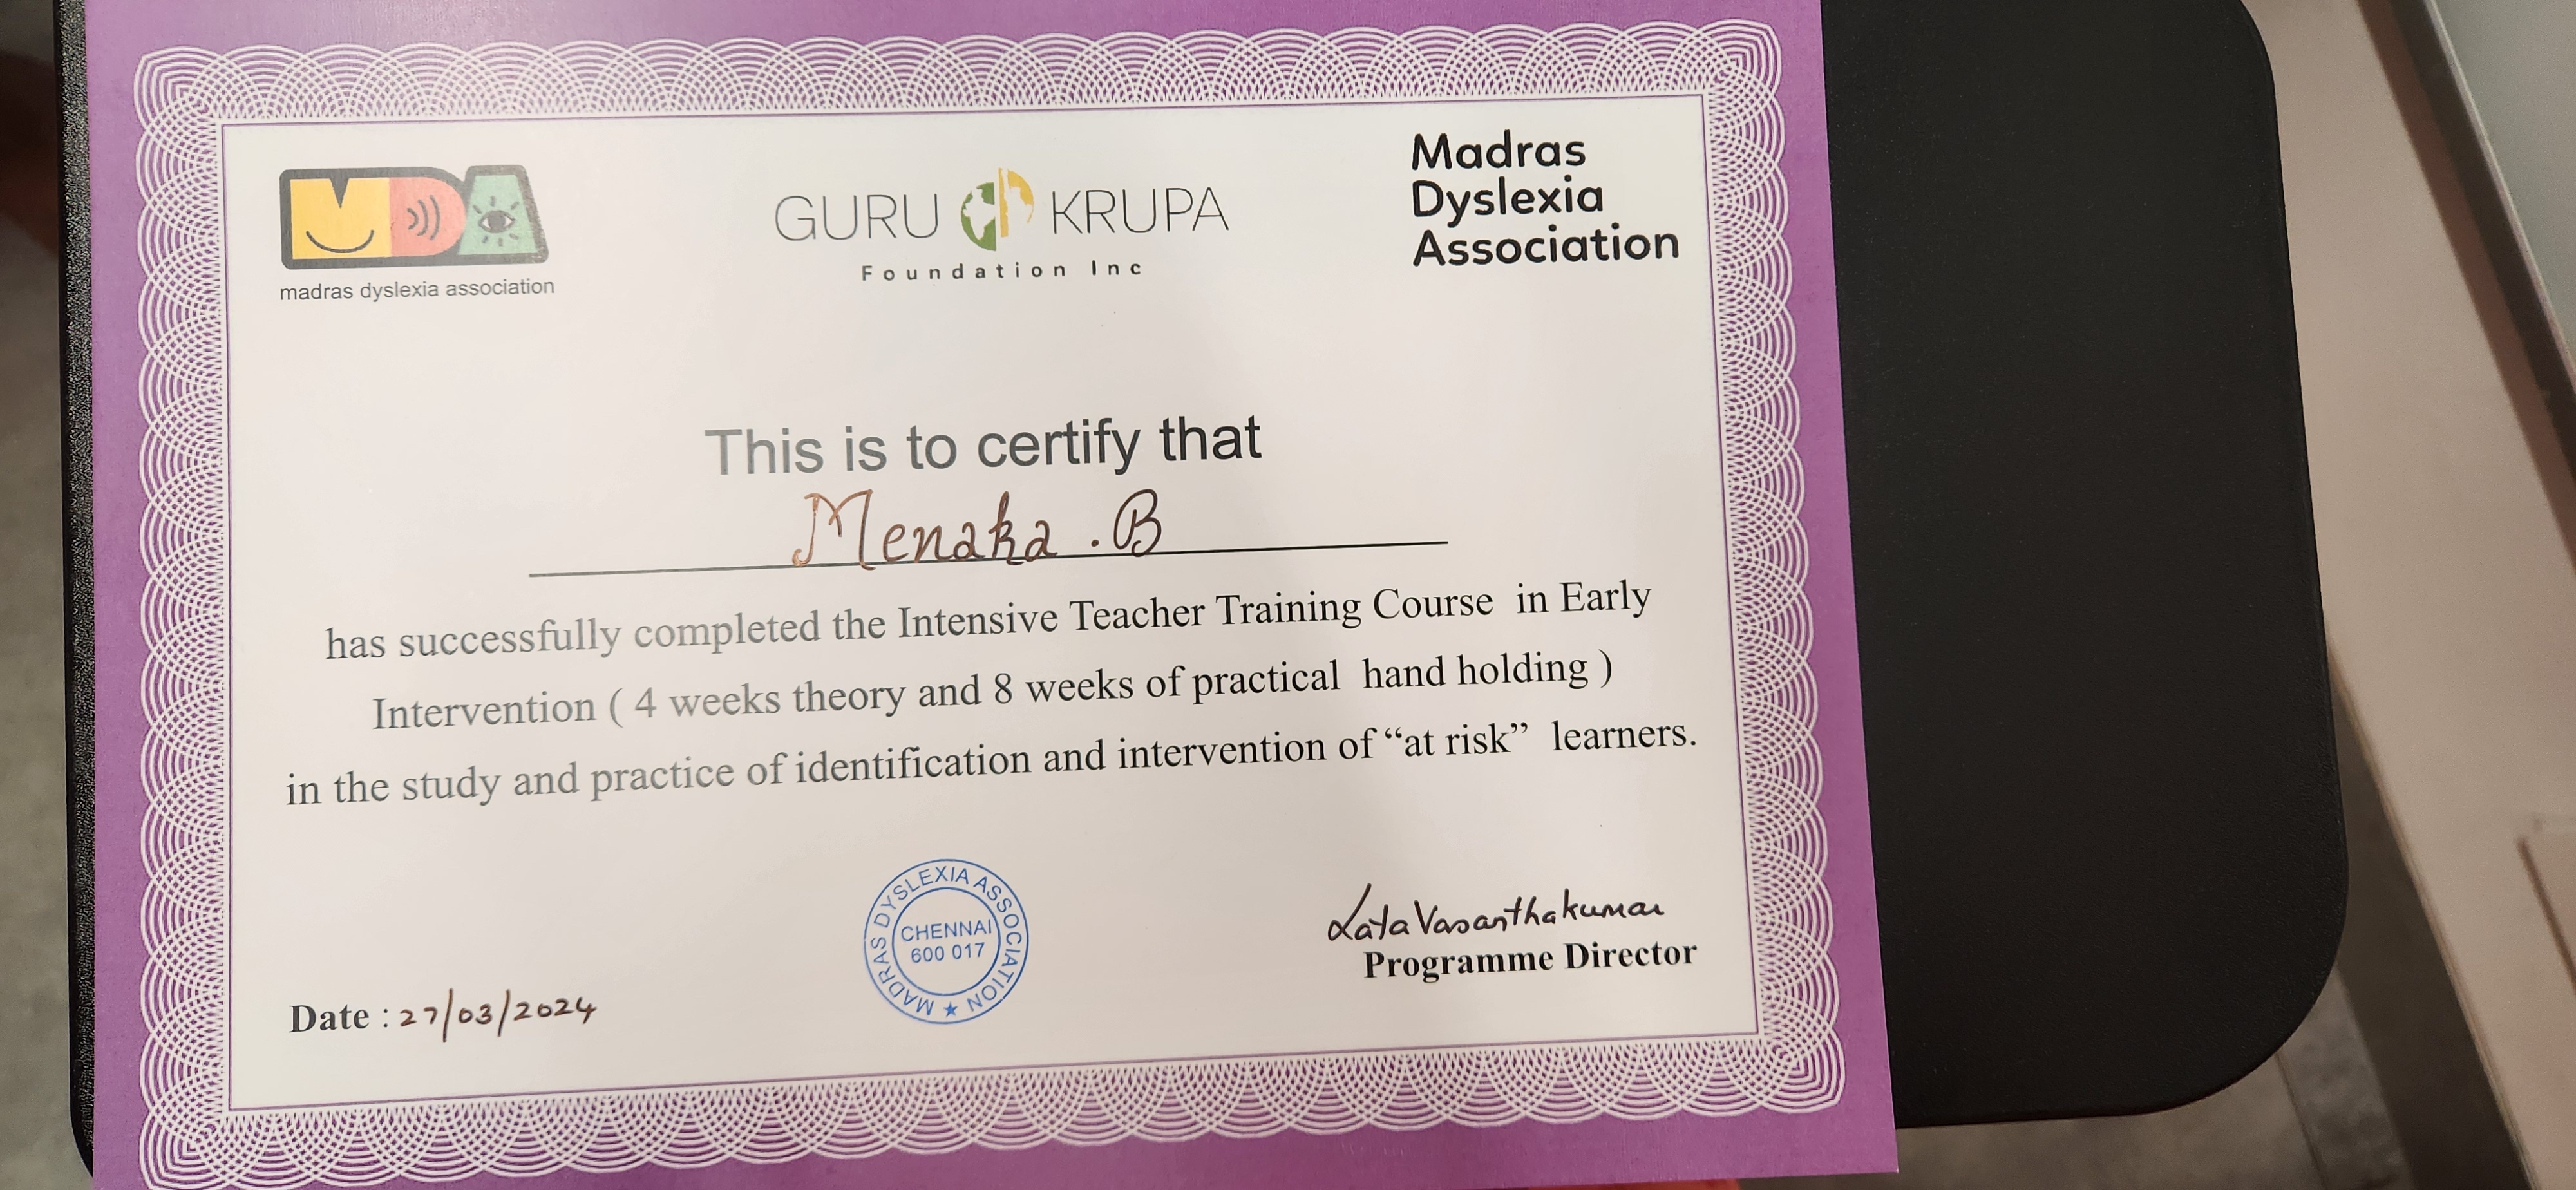 MDA
madras dyslexia association
GURU KRUPA
Foundation Inc
Madras
Dyslexia
Association
This is to certify that
Menaka .B
has successfully completed the Intensive Teacher Training Course in Early
Intervention ( 4 weeks theory and 8 weeks of practical hand holding )
in the study and practice of identification and intervention of “at risk” learners.
MADRAS DYSLEXIA ASSOCIATION ★
CHENNAI
600 017
Lata Vasanthakumar
Programme Director
Date : 27/03/2024